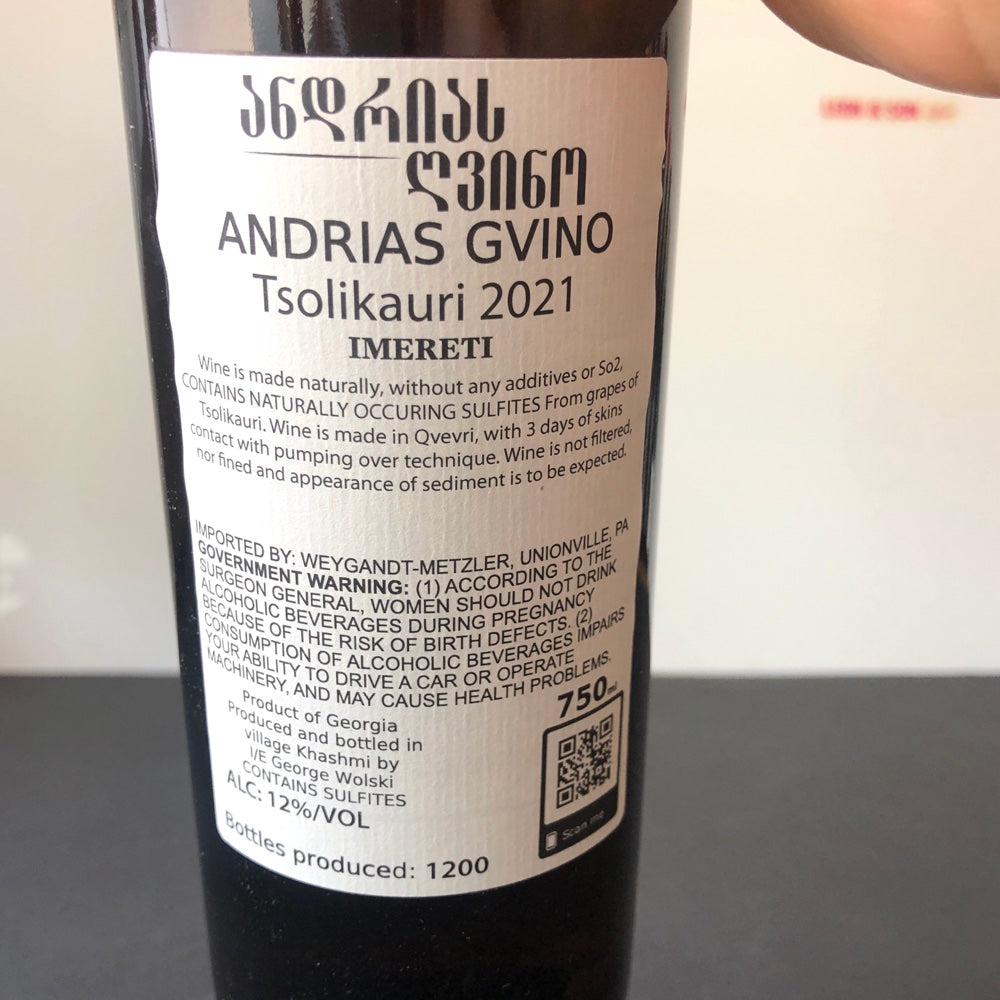 ანდრიას
ღვინო
ANDRIAS GVINO
Tsolikauri 2021
IMERETI
Wine is made naturally, without any additives or So2,
CONTAINS NATURALLY OCCURING SULFITES From grapes of
Tsolikauri. Wine is made in Qvevri, with 3 days of skins
contact with pumping over technique. Wine is not filtered,
nor fined and appearance of sediment is to be expected.
IMPORTED BY: WEYGANDT-METZLER, UNIONVILLE, PA
GOVERNMENT WARNING: (1) ACCORDING TO THE
SURGEON GENERAL, WOMEN SHOULD NOT DRINK
ALCOHOLIC BEVERAGES DURING PREGNANCY
BECAUSE OF THE RISK OF BIRTH DEFECTS. (2)
CONSUMPTION OF ALCOHOLIC BEVERAGES IMPAIRS
YOUR ABILITY TO DRIVE A CAR OR OPERATE
MACHINERY, AND MAY CAUSE HEALTH PROBLEMS.
Product of Georgia
Produced and bottled in
village Khashmi by
I/E George Wolski
CONTAINS SULFITES
ALC: 12%/VOL
Bottles produced: 1200
750ml
Scan me